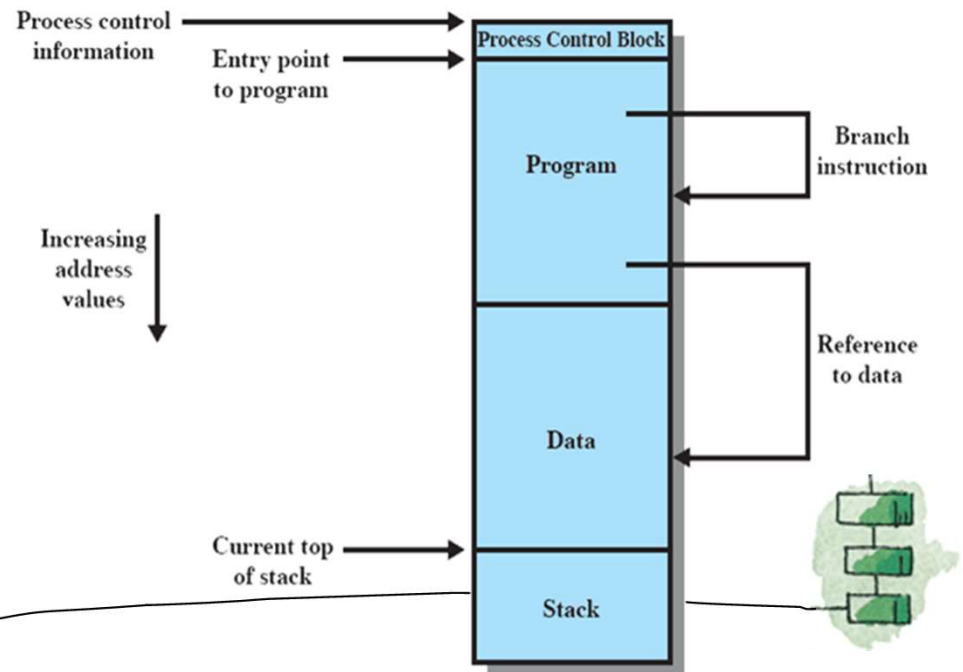 Process control
information
Process Control Block
Entry point
to program
Branch
instruction
Program
Increasing
address
values
Reference
to data
Data
Current top
of stack
Stack